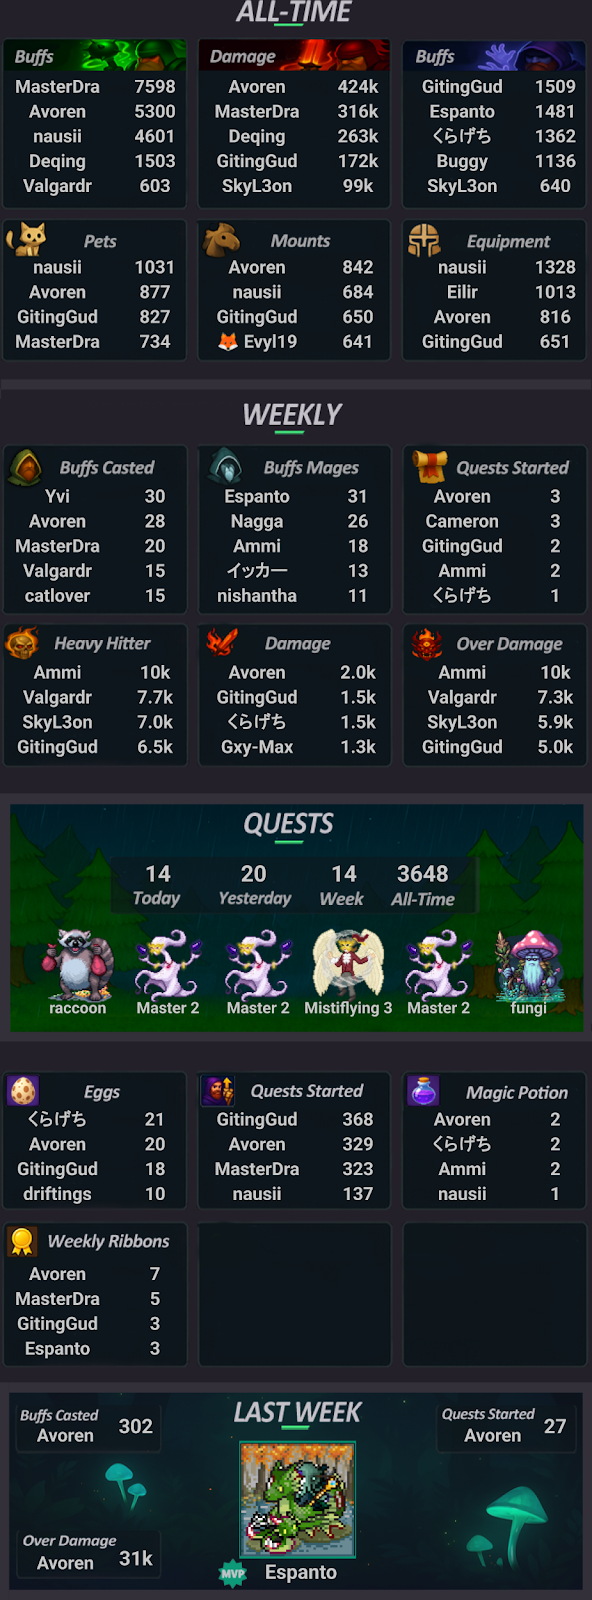 ALL-TIME
Buffs
MasterDra 7598
Avoren 5300
nausii 4601
Deqing 1503
Valgardr 603
Damage
Avoren 424k
MasterDra 316k
Deqing 263k
GitingGud 172k
SkyL3on 99k
Buffs
GitingGud 1509
Espanto 1481
くらげち 1362
Buggy 1136
SkyL3on 640
Pets
nausii 1031
Avoren 877
GitingGud 827
MasterDra 734
Mounts
Avoren 842
nausii 684
GitingGud 650
🦊 Evyl19 641
Equipment
nausii 1328
Eilir 1013
Avoren 816
GitingGud 651
WEEKLY
Buffs Casted
Yvi 30
Avoren 28
MasterDra 20
Valgardr 15
catlover 15
Buffs Mages
Espanto 31
Nagga 26
Ammi 18
イッカー 13
nishantha 11
Quests Started
Avoren 3
Cameron 3
GitingGud 2
Ammi 2
くらげち 1
Heavy Hitter
Ammi 10k
Valgardr 7.7k
SkyL3on 7.0k
GitingGud 6.5k
Damage
Avoren 2.0k
GitingGud 1.5k
くらげち 1.5k
Gxy-Max 1.3k
Over Damage
Ammi 10k
Valgardr 7.3k
SkyL3on 5.9k
GitingGud 5.0k
QUESTS
14 20 14 3648
Today Yesterday Week All-Time
raccoon Master 2 Master 2 Mistiflying 3 Master 2 fungi
Eggs
くらげち 21
Avoren 20
GitingGud 18
driftings 10
Quests Started
GitingGud 368
Avoren 329
MasterDra 323
nausii 137
Magic Potion
Avoren 2
くらげち 2
Ammi 2
nausii 1
Weekly Ribbons
Avoren 7
MasterDra 5
GitingGud 3
Espanto 3
LAST WEEK
Buffs Casted
Avoren 302
Quests Started
Avoren 27
Over Damage
Avoren 31k
MVP Espanto